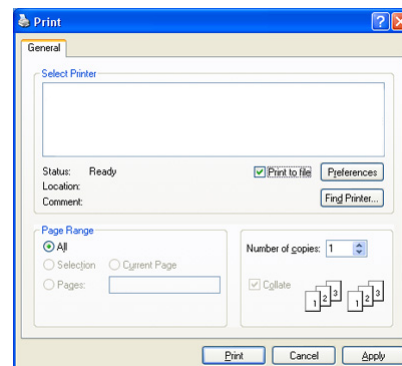 Print
General
Select Printer
Status: Ready
Location:
Comment:
Print to file
Preferences
Find Printer...
Page Range
All
Selection
Current Page
Pages:
Number of copies: 1
Collate
1 2 3 1 2 3
Print Cancel Apply